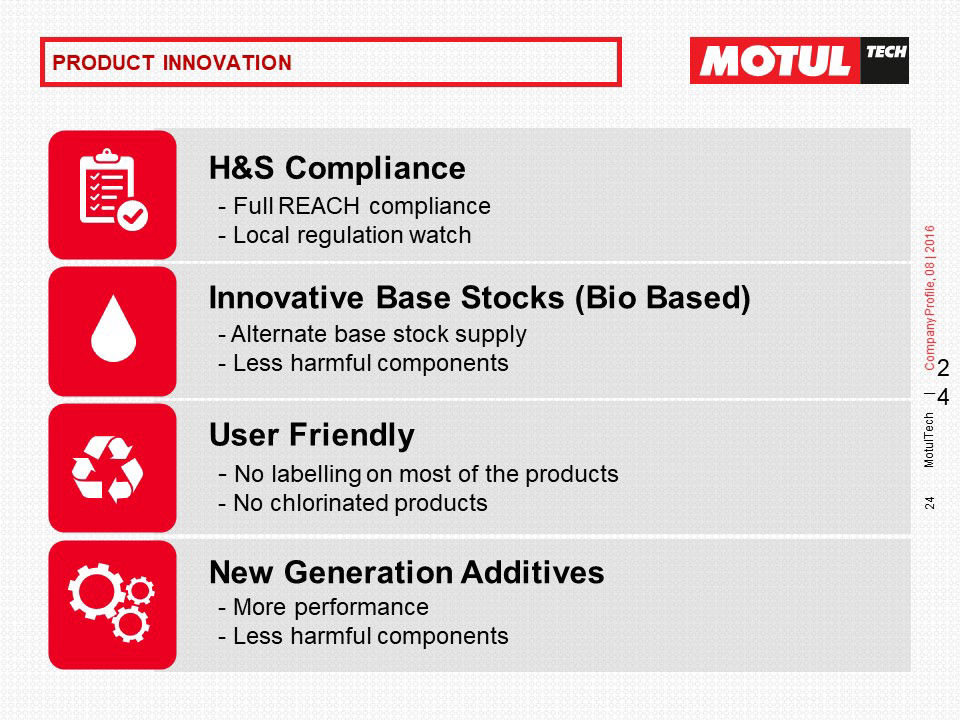 PRODUCT INNOVATION
MOTUL TECH
H&S Compliance
- Full REACH compliance
- Local regulation watch
Innovative Base Stocks (Bio Based)
- Alternate base stock supply
- Less harmful components
User Friendly
- No labelling on most of the products
- No chlorinated products
New Generation Additives
- More performance
- Less harmful components
24 MotulTech | Company Profile, 08 | 2016
2
4